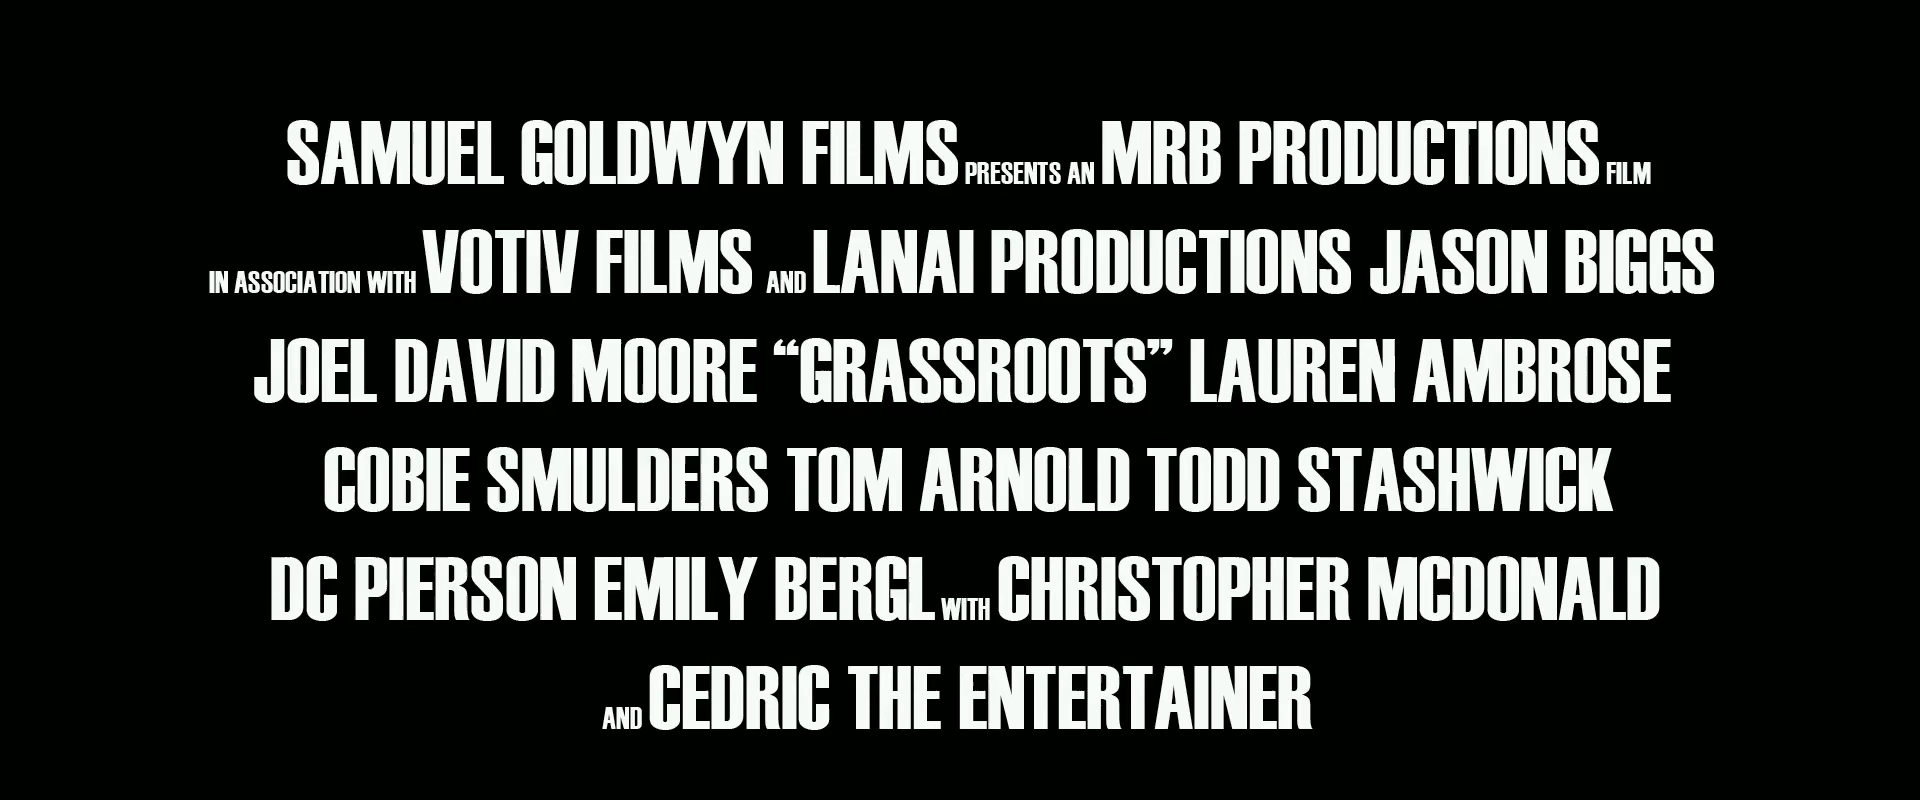 SAMUEL GOLDWYN FILMS PRESENTS AN MRB PRODUCTIONS FILM
IN ASSOCIATION WITH VOTIV FILMS AND LANAI PRODUCTIONS JASON BIGGS
JOEL DAVID MOORE “GRASSROOTS” LAUREN AMBROSE
COBIE SMULDERS TOM ARNOLD TODD STASHWICK
DC PIERSON EMILY BERGL WITH CHRISTOPHER MCDONALD
AND CEDRIC THE ENTERTAINER